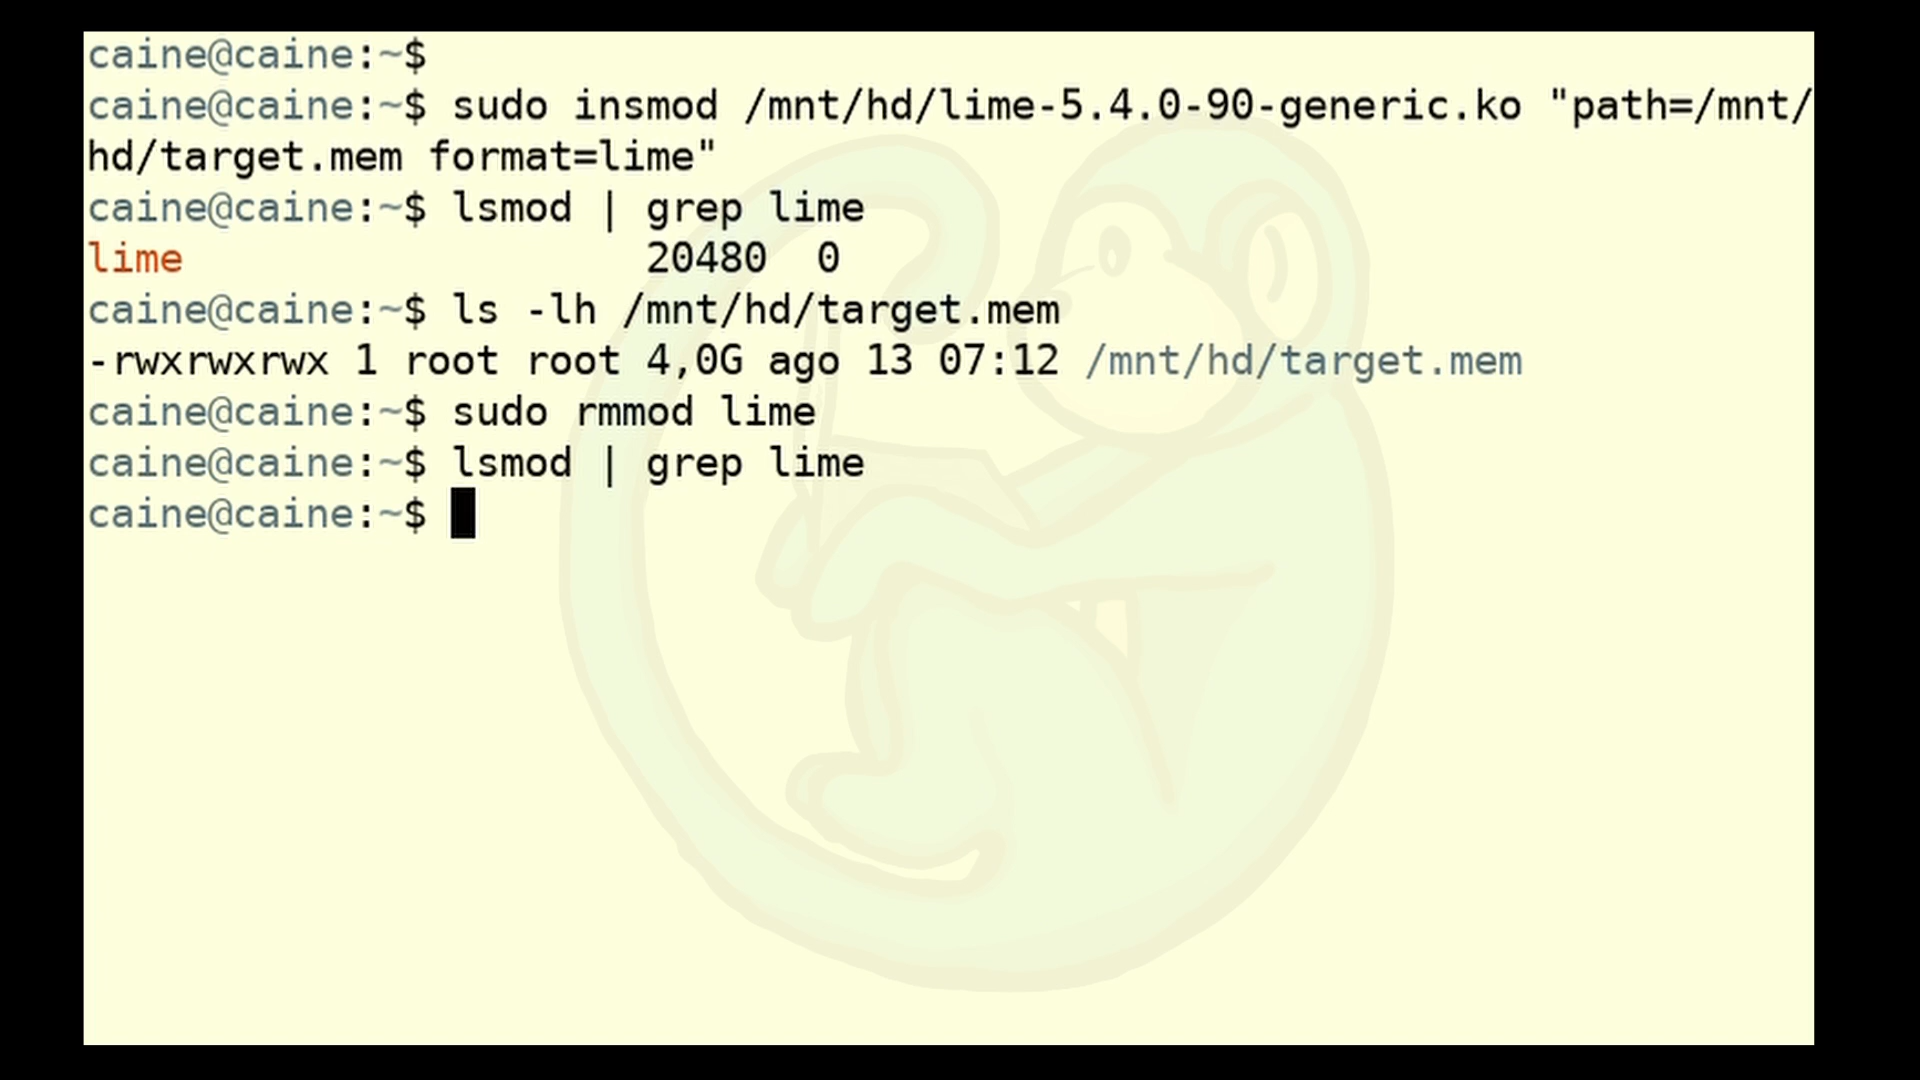 caine@caine:~$
caine@caine:~$ sudo insmod /mnt/hd/lime-5.4.0-90-generic.ko "path=/mnt/
hd/target.mem format=lime"
caine@caine:~$ lsmod | grep lime
lime                   20480  0
caine@caine:~$ ls -lh /mnt/hd/target.mem
-rwxrwxrwx 1 root root 4,0G ago 13 07:12 /mnt/hd/target.mem
caine@caine:~$ sudo rmmod lime
caine@caine:~$ lsmod | grep lime
caine@caine:~$